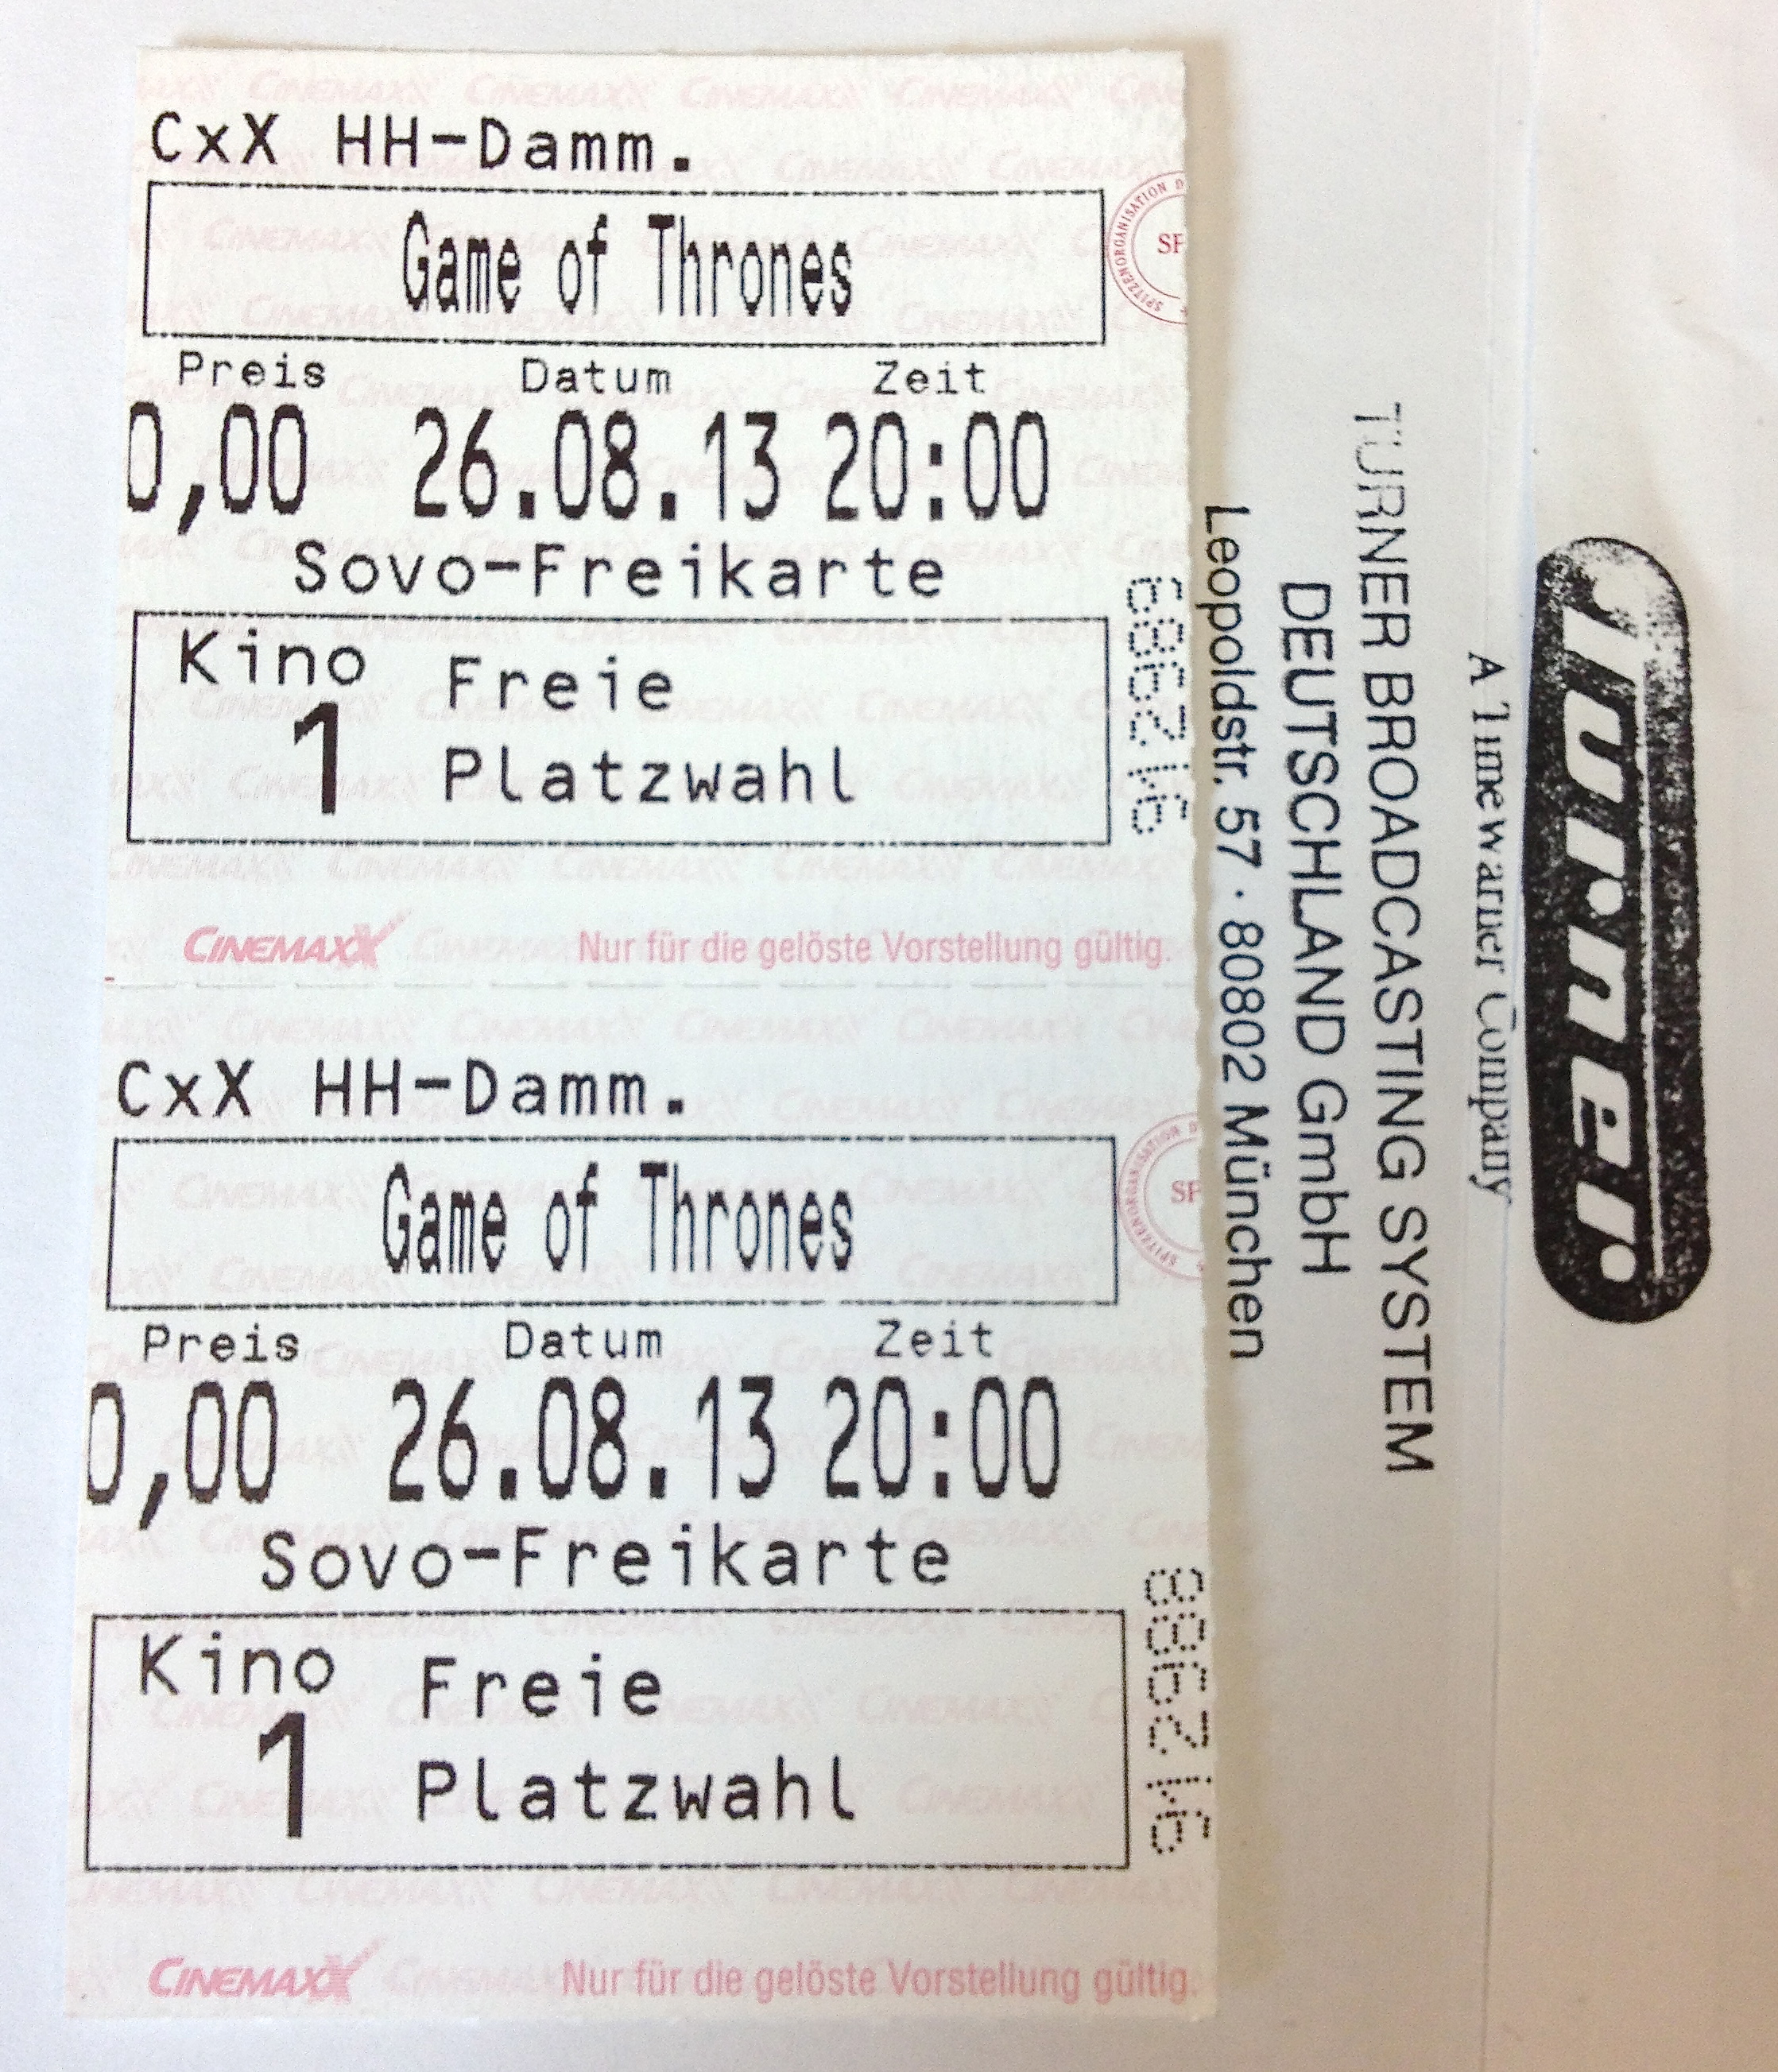 CxX HH-Damm.
Game of Thrones
Preis Datum Zeit
0,00 26.08.13 20:00
Sovo-Freikarte
Kino 1 Freie
Platzwahl
CINEMAXX Nur für die gelöste Vorstellung gültig.
CxX HH-Damm.
Game of Thrones
Preis Datum Zeit
0,00 26.08.13 20:00
Sovo-Freikarte
Kino 1 Freie
Platzwahl
CINEMAXX Nur für die gelöste Vorstellung gültig.
SPITZENORGANISATION D
SPITZENORGANISATION D
Turner
A Timewarner Company
TURNER BROADCASTING SYSTEM
DEUTSCHLAND GmbH
Leopoldstr. 57 · 80802 München